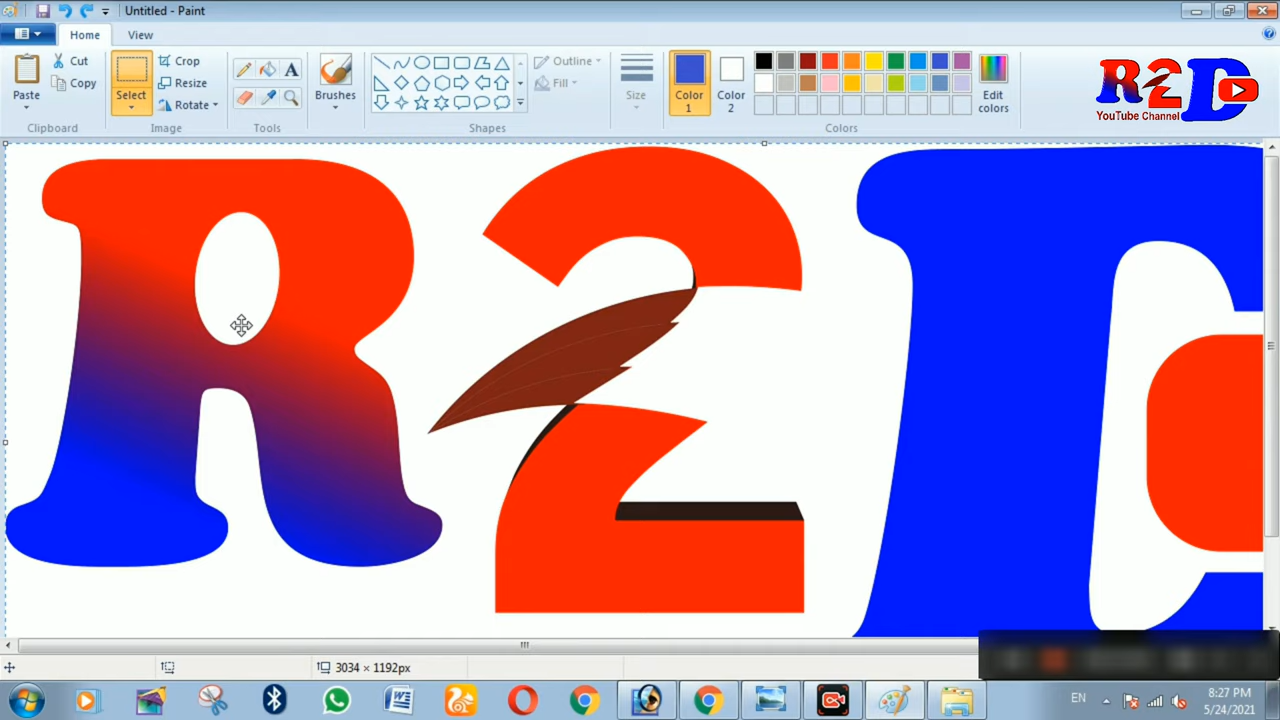 Untitled - Paint
Home View
Cut
Copy
Paste
Clipboard
Crop
Resize
Rotate
Select
Image
Tools
Brushes
Outline
Fill
Shapes
Size
Color 1
Color 2
Edit colors
Colors
R2D
YouTube Channel
R2D
3034 × 1192px
EN
8:27 PM
5/24/2021